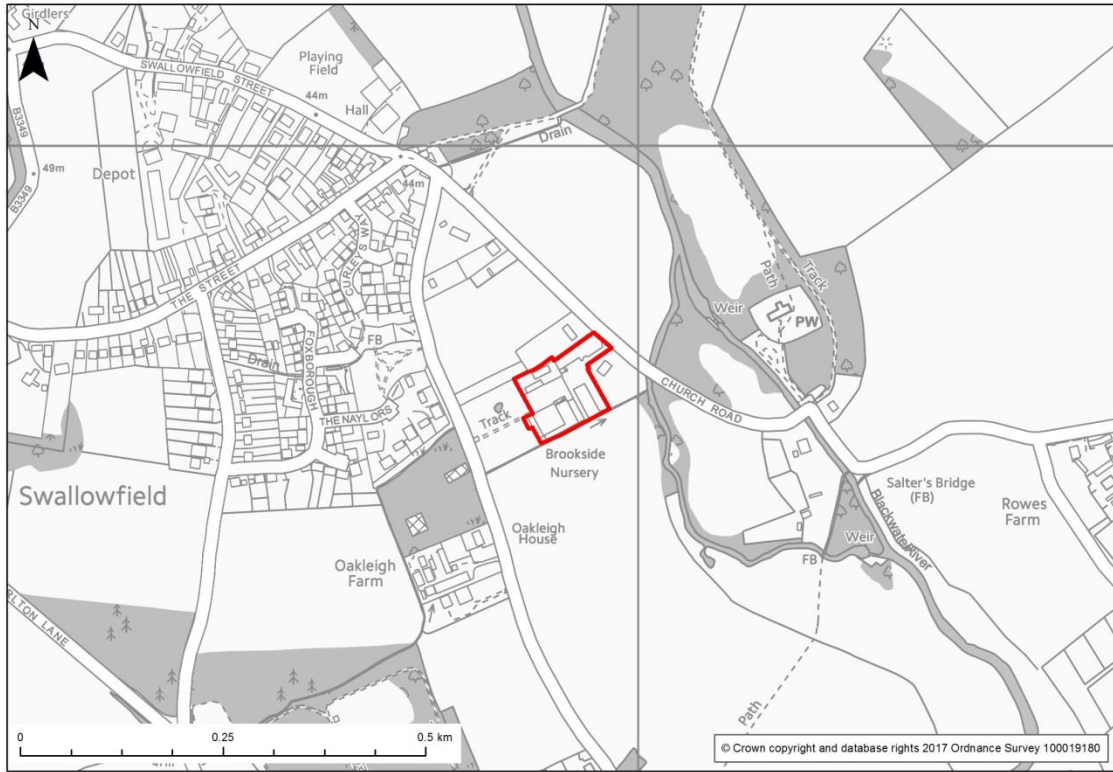 Girdlers
N
SWALLOWFIELD STREET
44m
Playing
Field
Hall
B3349
B3349
49m
Depot
44m
Drain
CURLEYS WAY
THE STREET
Path
Track
Weir
PW
FOXBOROUGH
FB
Drain
THE NAYLORS
Track
CHURCH ROAD
Brookside
Nursery
Swallowfield
Salter's Bridge
(FB)
Rowes
Farm
Oakleigh
House
Blackwater River
Weir
FB
Oakleigh
Farm
RLTON LANE
Path
0
0.25
0.5 km
© Crown copyright and database rights 2017 Ordnance Survey 100019180